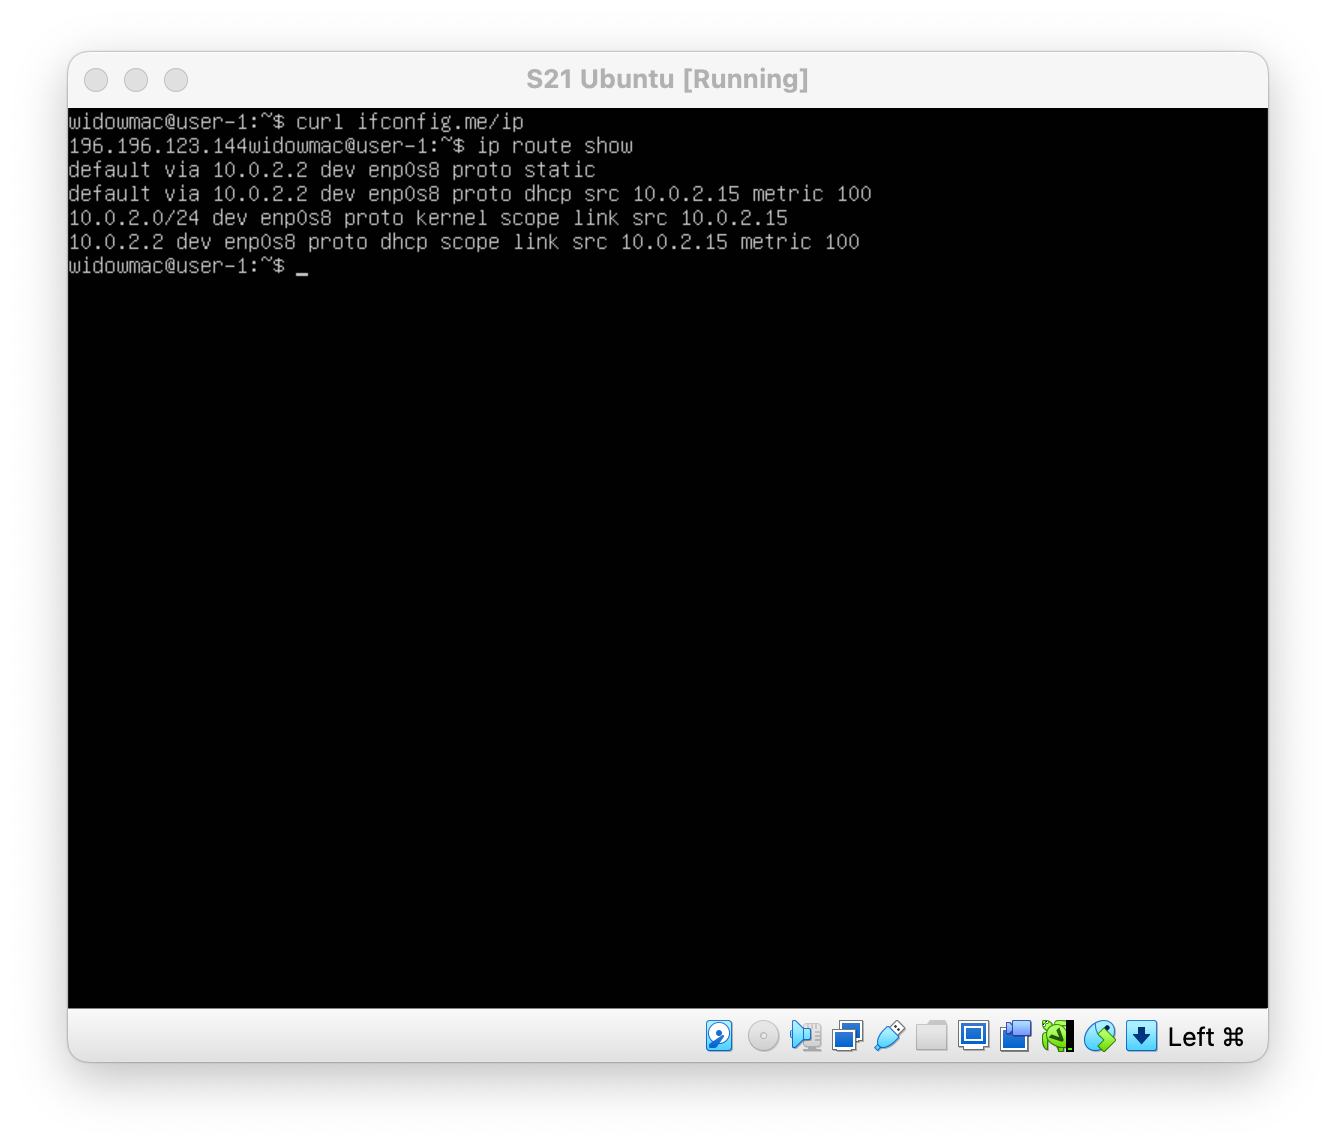 S21 Ubuntu [Running]
widowmac@user-1:~$ curl ifconfig.me/ip
196.196.123.144widowmac@user-1:~$ ip route show
default via 10.0.2.2 dev enp0s8 proto static
default via 10.0.2.2 dev enp0s8 proto dhcp src 10.0.2.15 metric 100
10.0.2.0/24 dev enp0s8 proto kernel scope link src 10.0.2.15
10.0.2.2 dev enp0s8 proto dhcp scope link src 10.0.2.15 metric 100
widowmac@user-1:~$ _
Left ⌘